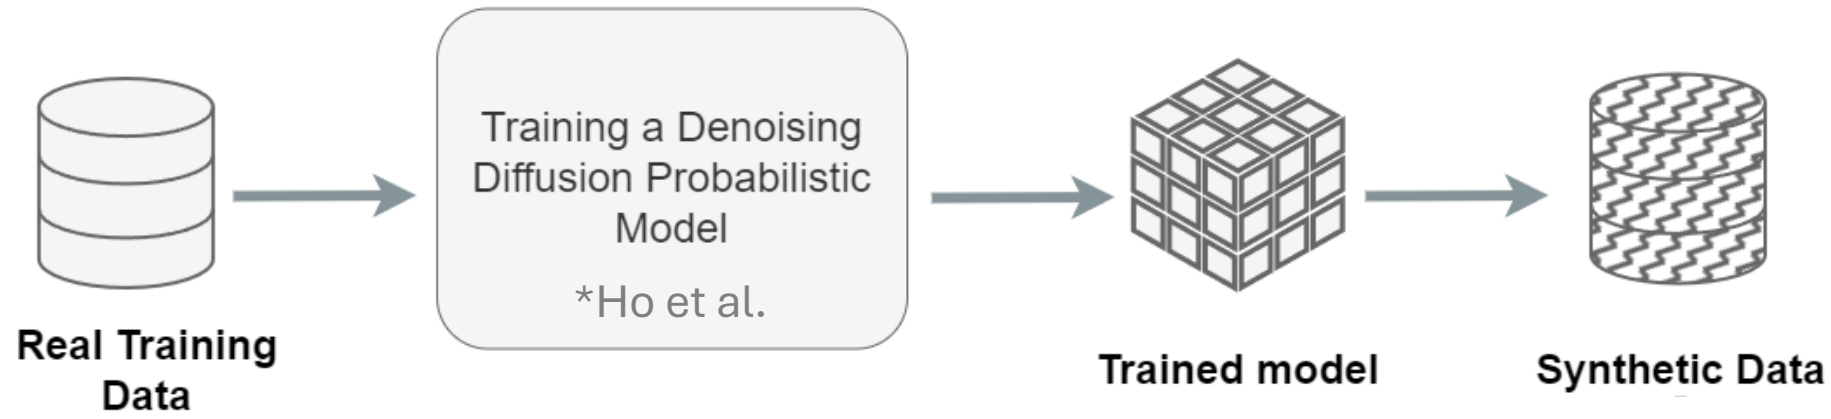 Training a Denoising
Diffusion Probabilistic
Model
*Ho et al.
Real Training
Data
Trained model
Synthetic Data